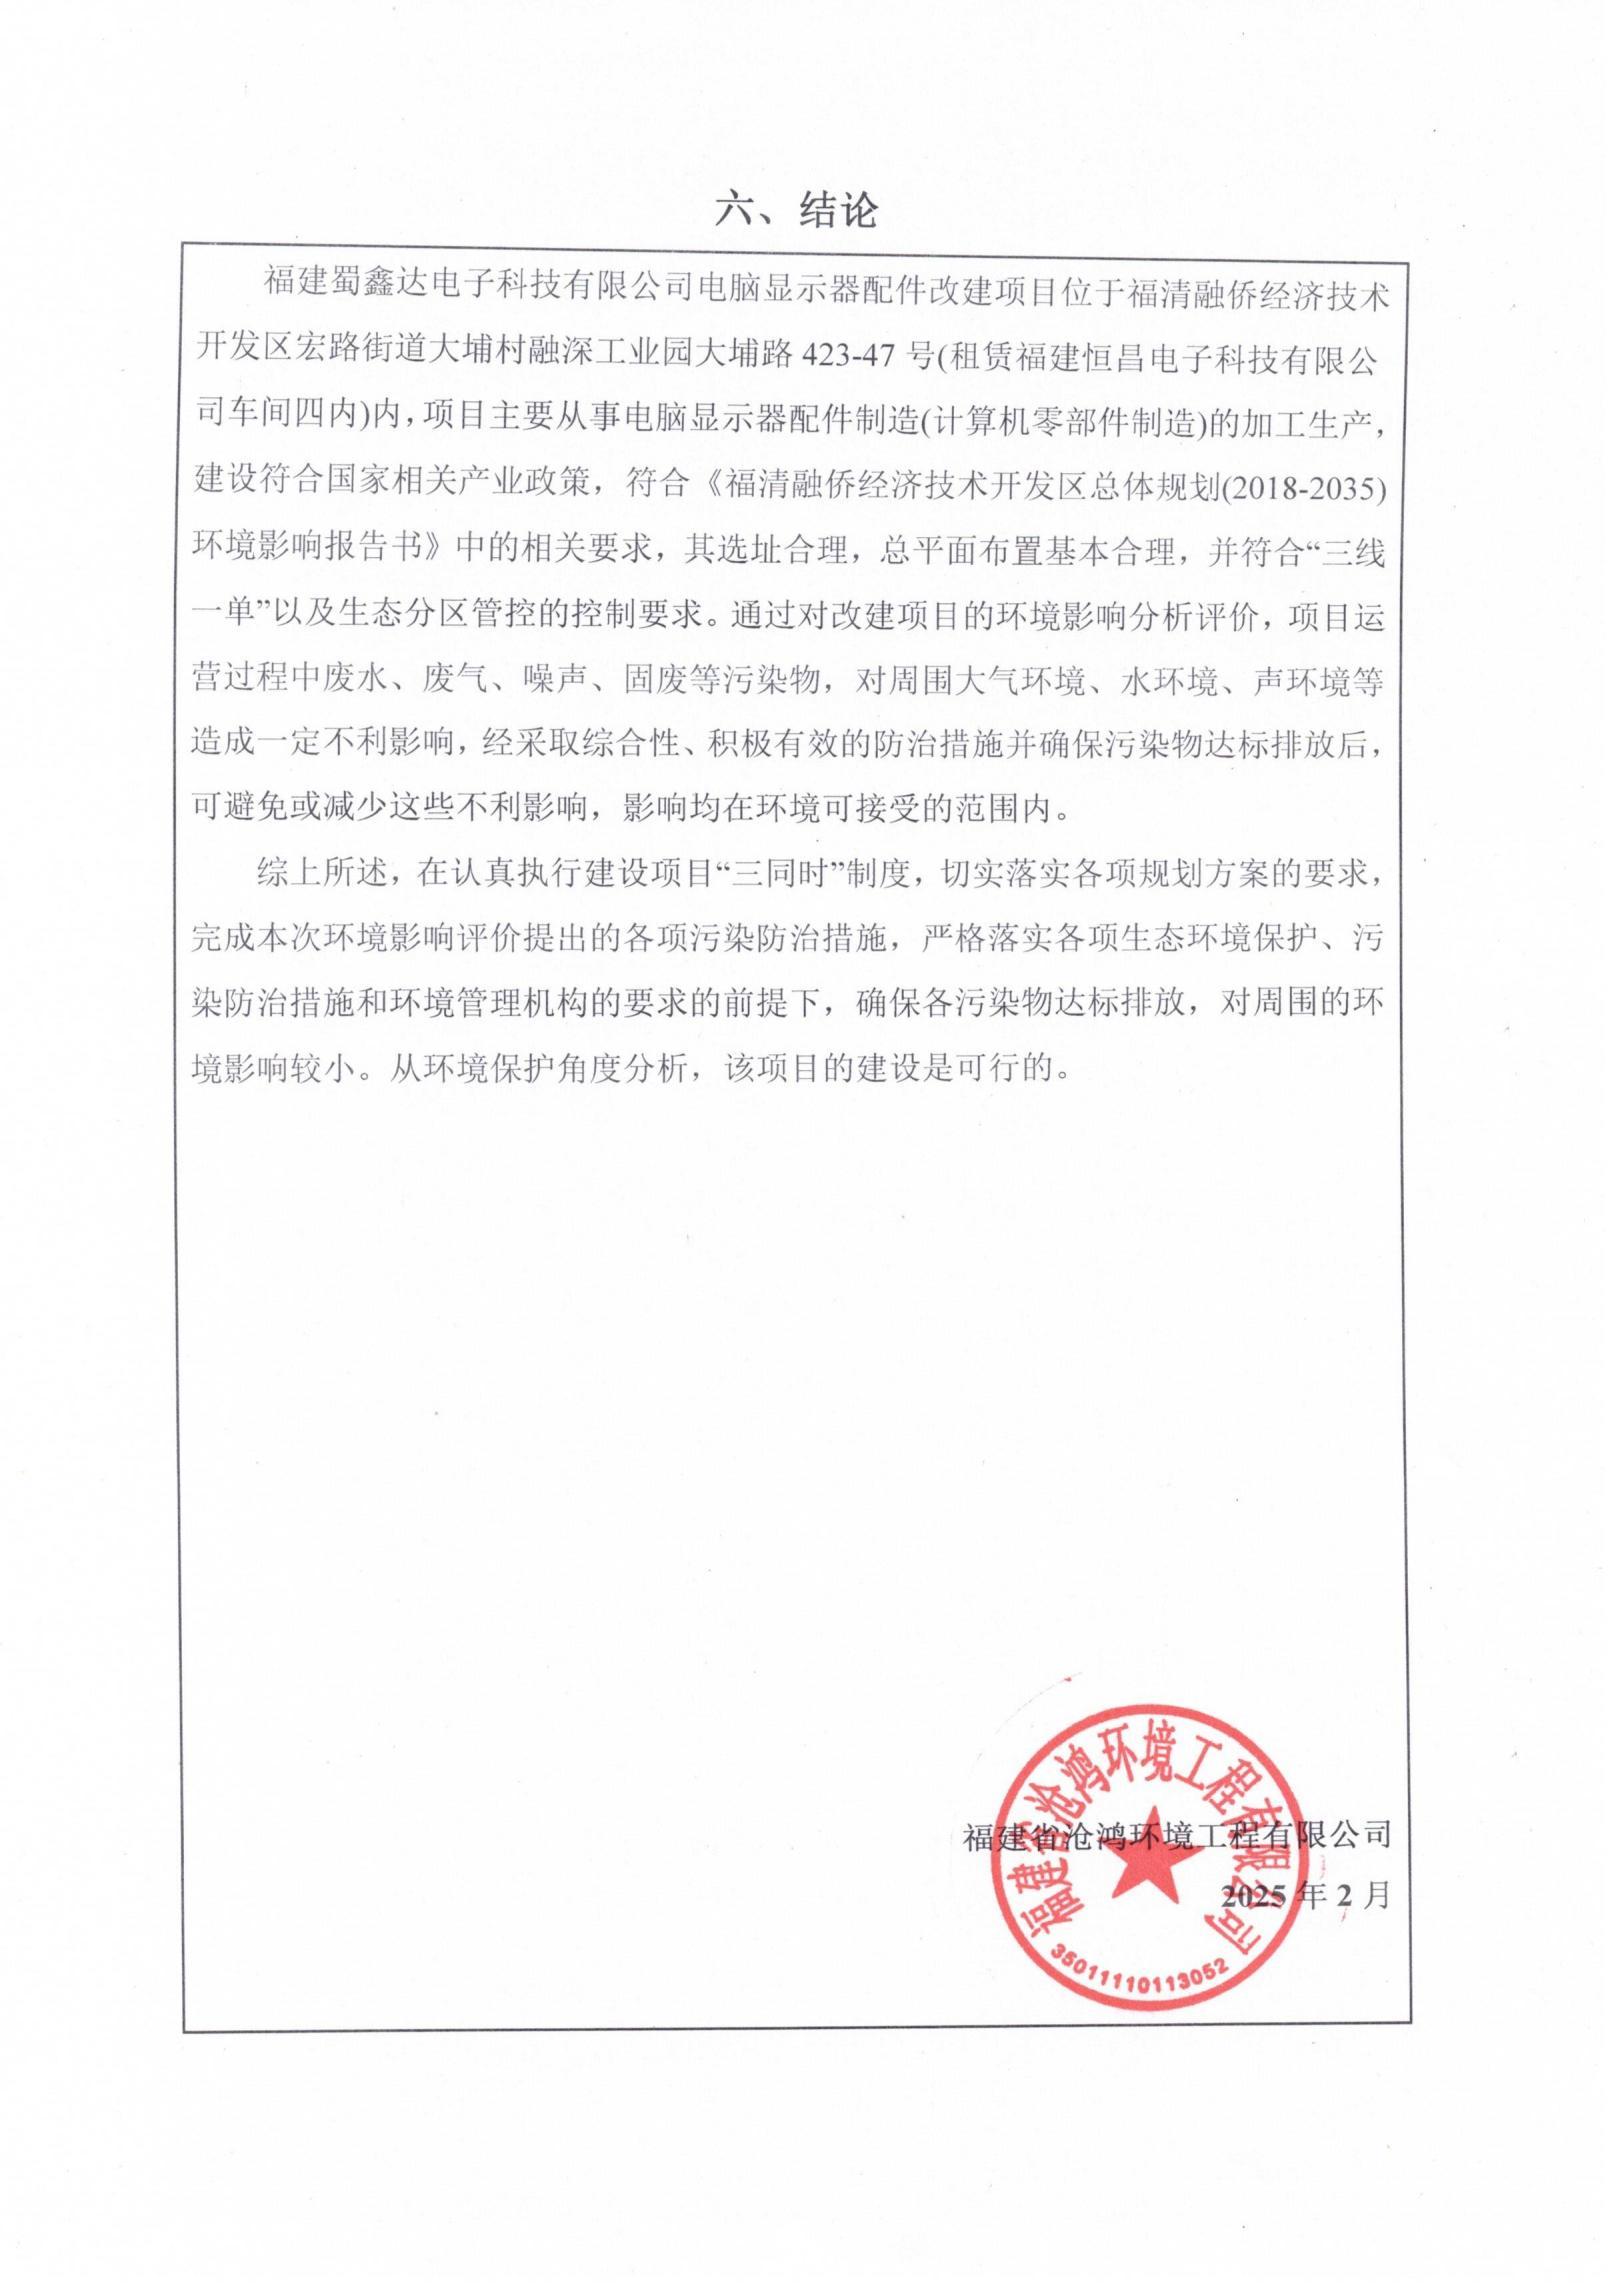 六、结论
福建蜀鑫达电子科技有限公司电脑显示器配件改建项目位于福清融侨经济技术
开发区宏路街道大埔村融深工业园大埔路 423-47 号(租赁福建恒昌电子科技有限公
司车间四内)内，项目主要从事电脑显示器配件制造(计算机零部件制造)的加工生产，
建设符合国家相关产业政策，符合《福清融侨经济技术开发区总体规划(2018-2035)
环境影响报告书》中的相关要求，其选址合理，总平面布置基本合理，并符合“三线
一单”以及生态分区管控的控制要求。通过对改建项目的环境影响分析评价，项目运
营过程中废水、废气、噪声、固废等污染物，对周围大气环境、水环境、声环境等
造成一定不利影响，经采取综合性、积极有效的防治措施并确保污染物达标排放后，
可避免或减少这些不利影响，影响均在环境可接受的范围内。
综上所述，在认真执行建设项目“三同时”制度，切实落实各项规划方案的要求，
完成本次环境影响评价提出的各项污染防治措施，严格落实各项生态环境保护、污
染防治措施和环境管理机构的要求的前提下，确保各污染物达标排放，对周围的环
境影响较小。从环境保护角度分析，该项目的建设是可行的。
福建省沧鸿环境工程有限公司
福建省沧鸿环境工程有限公司
2025 年 2 月
35011110113052